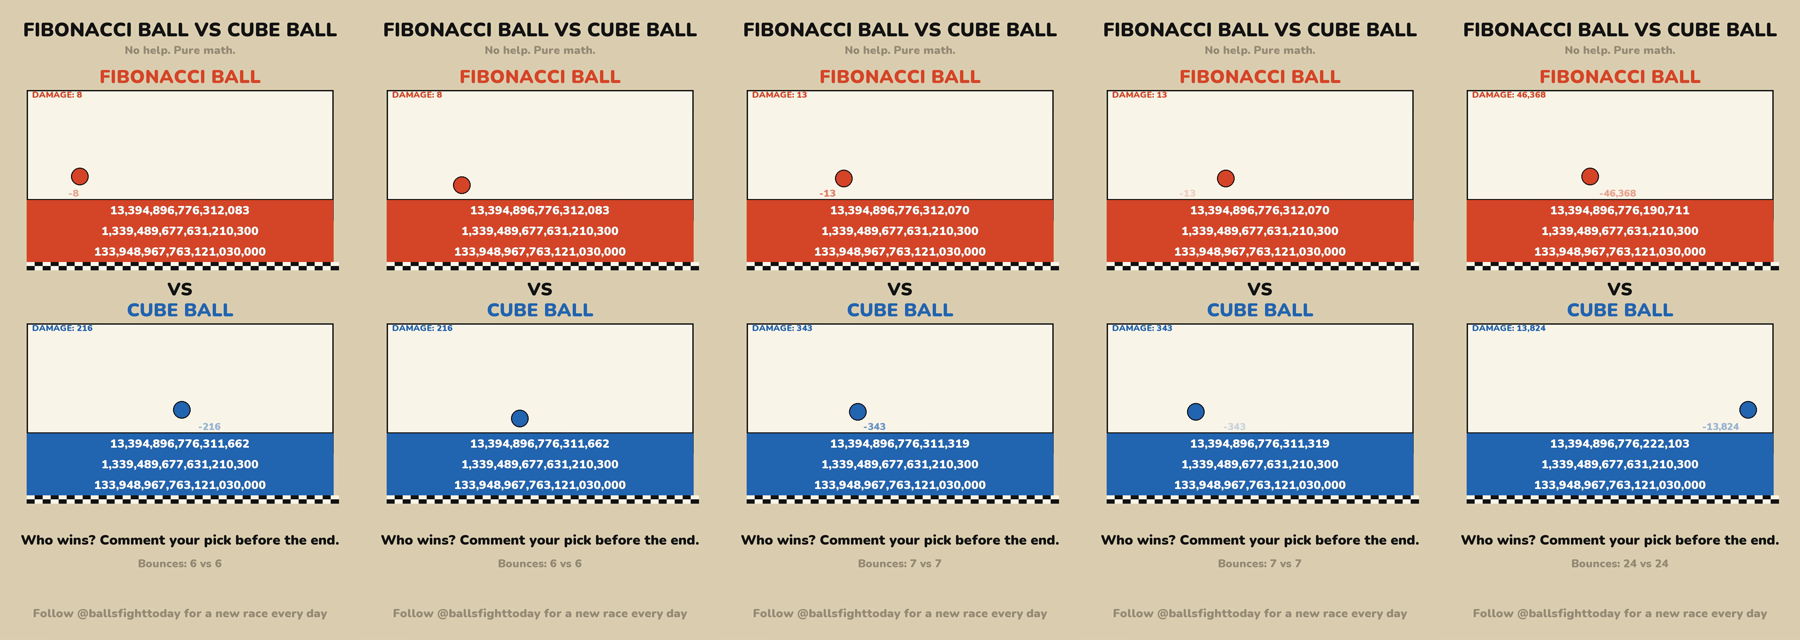 FIBONACCI BALL VS CUBE BALL
No help. Pure math.
FIBONACCI BALL
DAMAGE: 8
-8
13,394,896,776,312,083
1,339,489,677,631,210,300
133,948,967,763,121,030,000
VS
CUBE BALL
DAMAGE: 216
-216
13,394,896,776,311,662
1,339,489,677,631,210,300
133,948,967,763,121,030,000
Who wins? Comment your pick before the end.
Bounces: 6 vs 6
Follow @ballsfighttoday for a new race every day
FIBONACCI BALL VS CUBE BALL
No help. Pure math.
FIBONACCI BALL
DAMAGE: 8
13,394,896,776,312,083
1,339,489,677,631,210,300
133,948,967,763,121,030,000
VS
CUBE BALL
DAMAGE: 216
13,394,896,776,311,662
1,339,489,677,631,210,300
133,948,967,763,121,030,000
Who wins? Comment your pick before the end.
Bounces: 6 vs 6
Follow @ballsfighttoday for a new race every day
FIBONACCI BALL VS CUBE BALL
No help. Pure math.
FIBONACCI BALL
DAMAGE: 13
-13
13,394,896,776,312,070
1,339,489,677,631,210,300
133,948,967,763,121,030,000
VS
CUBE BALL
DAMAGE: 343
-343
13,394,896,776,311,319
1,339,489,677,631,210,300
133,948,967,763,121,030,000
Who wins? Comment your pick before the end.
Bounces: 7 vs 7
Follow @ballsfighttoday for a new race every day
FIBONACCI BALL VS CUBE BALL
No help. Pure math.
FIBONACCI BALL
DAMAGE: 13
-13
13,394,896,776,312,070
1,339,489,677,631,210,300
133,948,967,763,121,030,000
VS
CUBE BALL
DAMAGE: 343
-343
13,394,896,776,311,319
1,339,489,677,631,210,300
133,948,967,763,121,030,000
Who wins? Comment your pick before the end.
Bounces: 7 vs 7
Follow @ballsfighttoday for a new race every day
FIBONACCI BALL VS CUBE BALL
No help. Pure math.
FIBONACCI BALL
DAMAGE: 46,368
-46,368
13,394,896,776,190,711
1,339,489,677,631,210,300
133,948,967,763,121,030,000
VS
CUBE BALL
DAMAGE: 13,824
-13,824
13,394,896,776,222,103
1,339,489,677,631,210,300
133,948,967,763,121,030,000
Who wins? Comment your pick before the end.
Bounces: 24 vs 24
Follow @ballsfighttoday for a new race every day